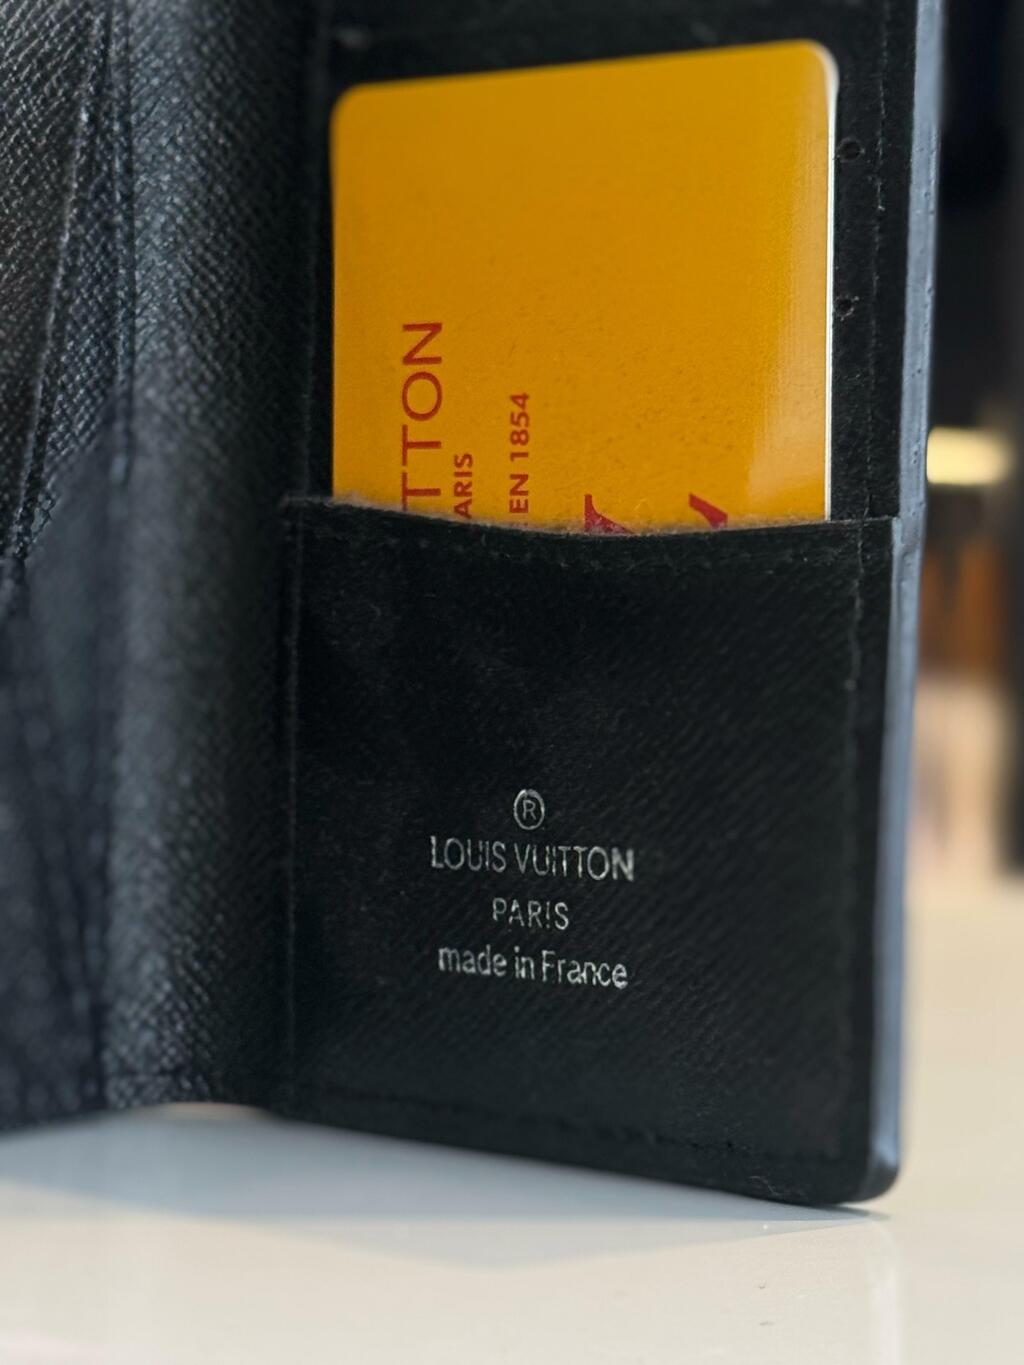 TTON
ARIS
EN 1854
®
LOUIS VUITTON
PARIS
made in France